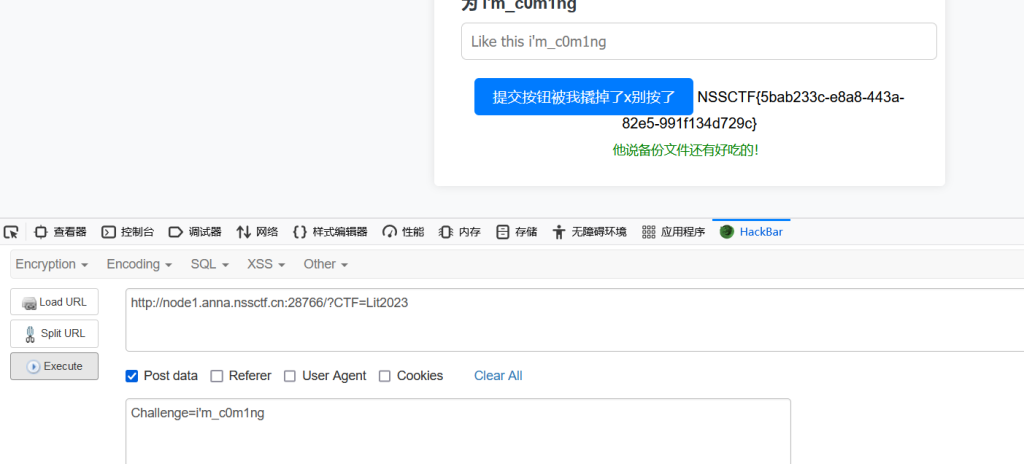 为 i'm_c0m1ng
Like this i'm_c0m1ng
提交按钮被我撬掉了x别按了 NSSCTF{5bab233c-e8a8-443a-
82e5-991f134d729c}
他说备份文件还有好吃的!
查看器 控制台 调试器 网络 样式编辑器 性能 内存 存储 无障碍环境 应用程序 HackBar
Encryption Encoding SQL XSS Other
Load URL
http://node1.anna.nssctf.cn:28766/?CTF=Lit2023
Split URL
Execute
Post data Referer User Agent Cookies Clear All
Challenge=i'm_c0m1ng